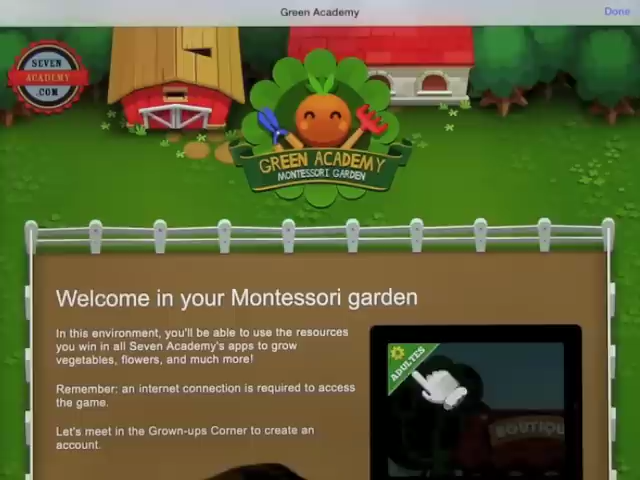 Green Academy
Done
SEVEN
ACADEMY
.COM
GREEN ACADEMY
MONTESSORI GARDEN
Welcome in your Montessori garden
In this environment, you'll be able to use the resources
you win in all Seven Academy's apps to grow
vegetables, flowers, and much more!
Remember: an internet connection is required to access
the game.
Let's meet in the Grown-ups Corner to create an
account.
ADULTES
BOUTIQU